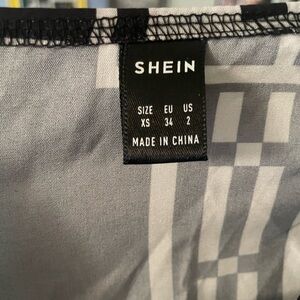 SHEIN
SIZE EU US
XS 34 2
MADE IN CHINA